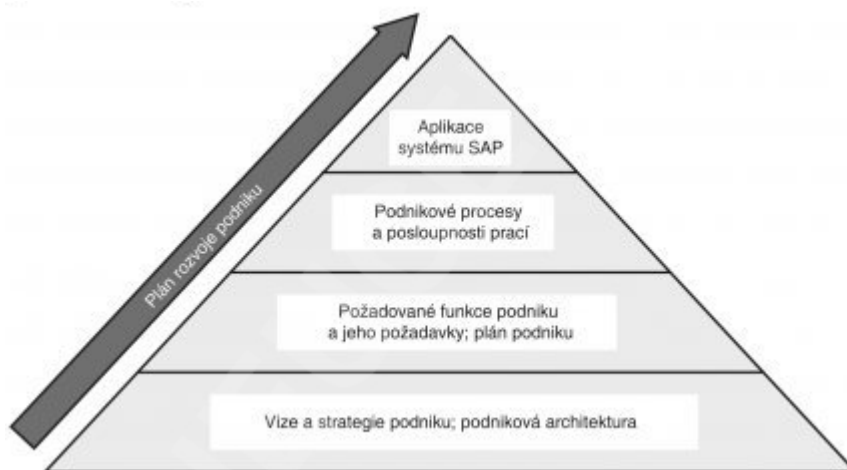 Aplikace
systému SAP
Plán rozvoje podniku
Podnikové procesy
a posloupnosti prací
Požadované funkce podniku
a jeho požadavky; plán podniku
Vize a strategie podniku; podniková architektura